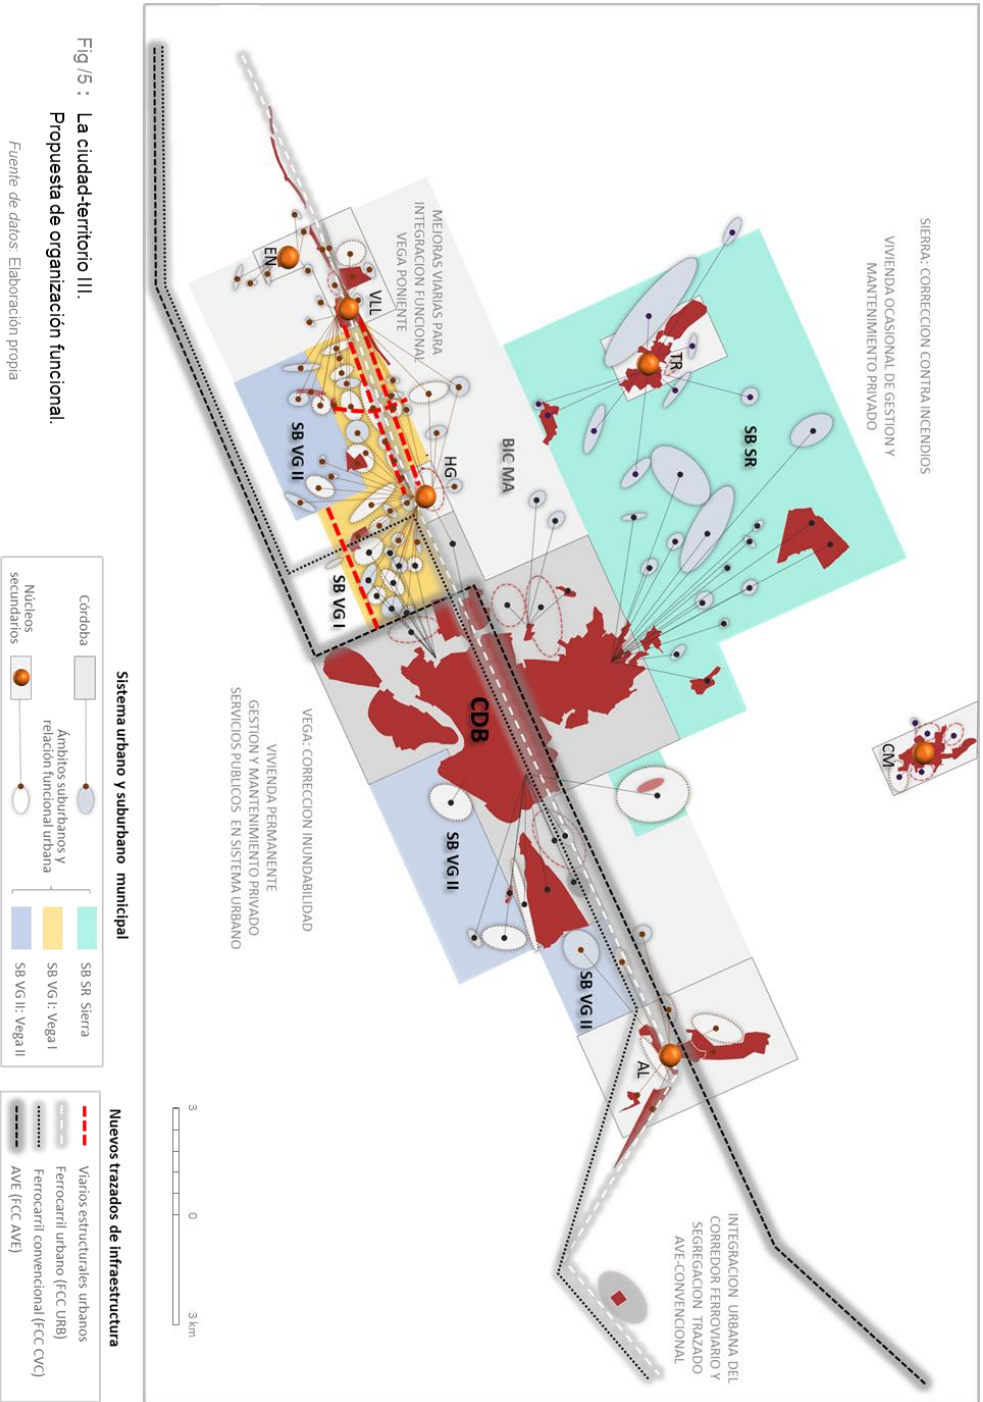 SIERRA: CORRECCION CONTRA INCENDIOS
VIVIENDA OCASIONAL DE GESTION Y
MANTENIMIENTO PRIVADO
CM
TR
SB SR
MEJORAS VIARIAS PARA
INTEGRACION FUNCIONAL
VEGA PONIENTE
BIC MA
VLL
EN
HG
SB VG II
SB VG I
CDB
SB VG II
SB VG II
AL
INTEGRACION URBANA DEL
CORREDOR FERROVIARIO Y
SEGREGACION TRAZADO
AVE-CONVENCIONAL
VEGA: CORRECCION INUNDABILIDAD
VIVIENDA PERMANENTE
GESTION Y MANTENIMIENTO PRIVADO
SERVICIOS PUBLICOS EN SISTEMA URBANO
3
0
3 km
Fig /5 : La ciudad-territorio III.
Propuesta de organización funcional.
Fuente de datos: Elaboración propia
Sistema urbano y suburbano municipal
Córdoba
Núcleos
secundarios
Ámbitos suburbanos y
relación funcional urbana
SB SR Sierra
SB VG I: Vega I
SB VG II: Vega II
Nuevos trazados de infraestructura
Viarios estructurales urbanos
Ferrocarril urbano (FCC URB)
Ferrocarril convencional (FCC CVC)
AVE (FCC AVE)